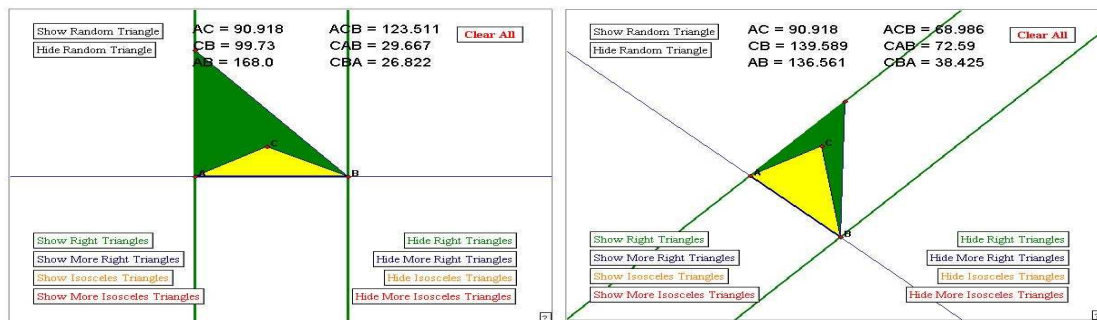 Show Random Triangle
Hide Random Triangle
AC = 90.918 ACB = 123.511
CB = 99.73 CAB = 29.667
AB = 168.0 CBA = 26.822
Clear All
C
A
B
Show Right Triangles
Show More Right Triangles
Show Isosceles Triangles
Show More Isosceles Triangles
Hide Right Triangles
Hide More Right Triangles
Hide Isosceles Triangles
Hide More Isosceles Triangles
?
Show Random Triangle
Hide Random Triangle
AC = 90.918 ACB = 68.986
CB = 139.589 CAB = 72.59
AB = 136.561 CBA = 38.425
Clear All
C
A
B
Show Right Triangles
Show More Right Triangles
Show Isosceles Triangles
Show More Isosceles Triangles
Hide Right Triangles
Hide More Right Triangles
Hide Isosceles Triangles
Hide More Isosceles Triangles
?